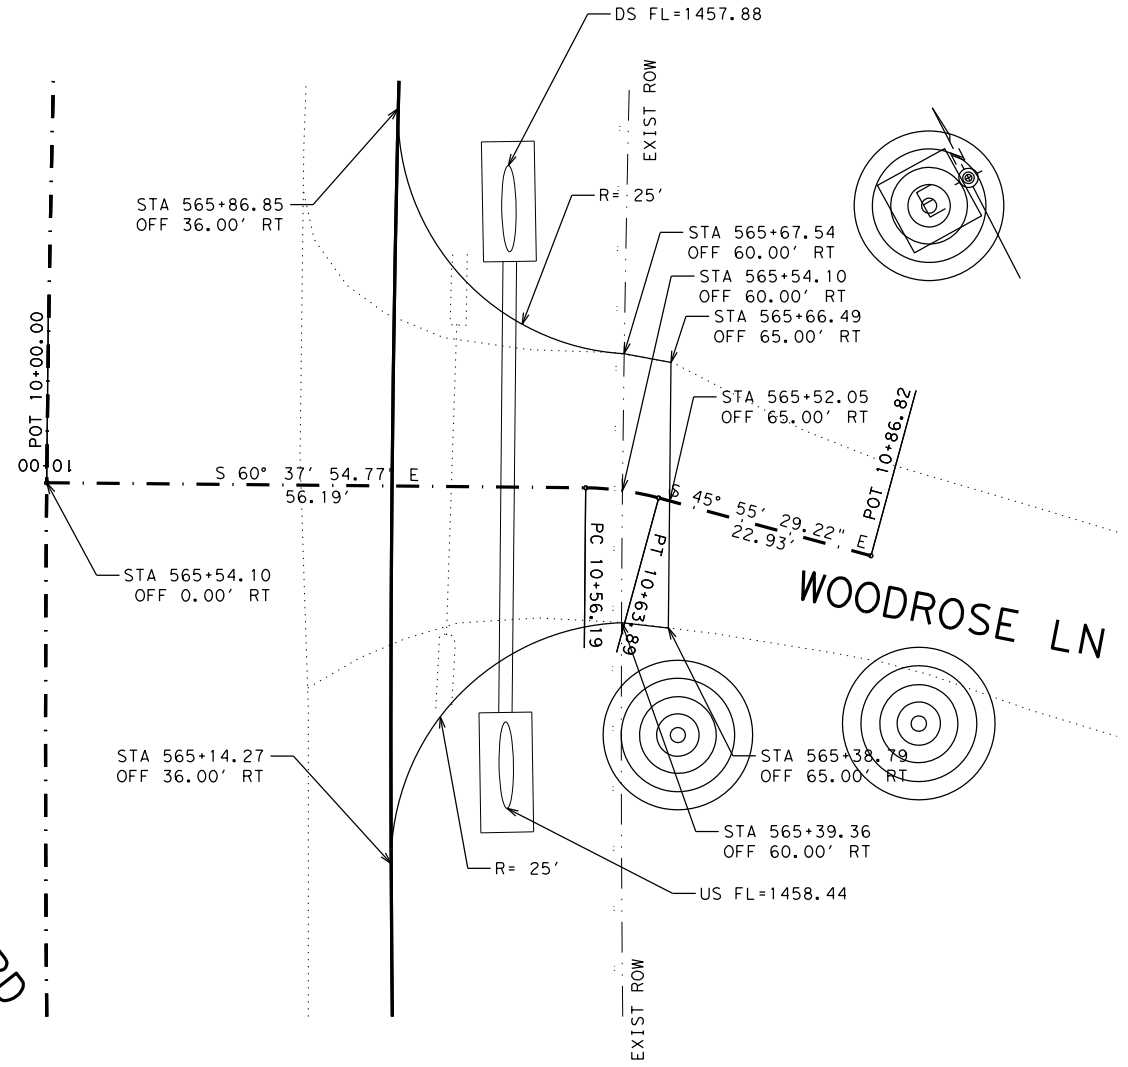 DS FL=1457.88
EXIST ROW
STA 565+86.85
OFF 36.00' RT
R= 25'
STA 565+67.54
OFF 60.00' RT
STA 565+54.10
OFF 60.00' RT
STA 565+66.49
OFF 65.00' RT
POT 10+00.00
10+00
STA 565+52.05
OFF 65.00' RT
POT 10+86.82
S 60° 37' 54.77" E
56.19'
S 45° 55' 29.22" E
22.93'
PC 10+56.19
PT 10+63.89
STA 565+54.10
OFF 0.00' RT
WOODROSE LN
STA 565+14.27
OFF 36.00' RT
STA 565+38.79
OFF 65.00' RT
STA 565+39.36
OFF 60.00' RT
R= 25'
US FL=1458.44
EXIST ROW